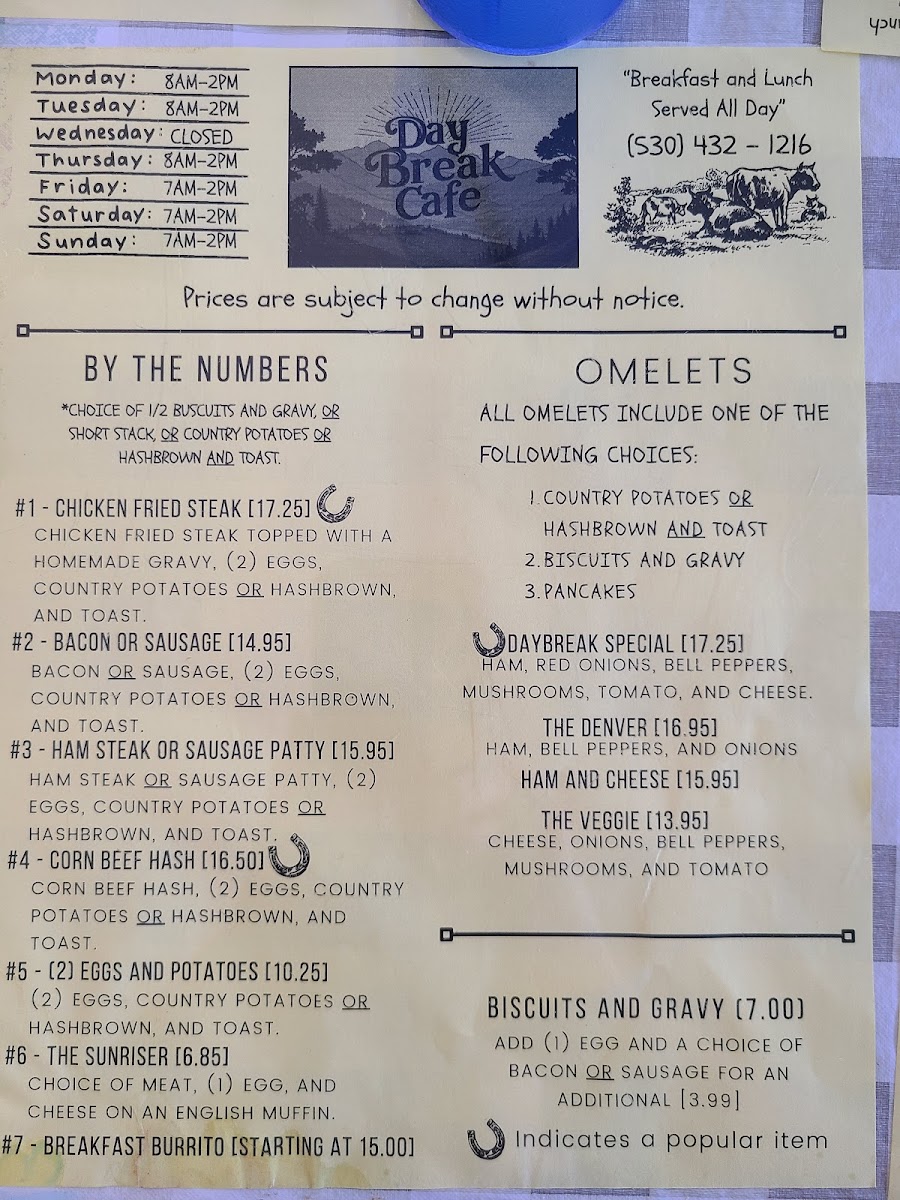 Monday: 8AM-2PM
Tuesday: 8AM-2PM
Wednesday: CLOSED
Thursday: 8AM-2PM
Friday: 7AM-2PM
Saturday: 7AM-2PM
Sunday: 7AM-2PM
Day
Break
Cafe
"Breakfast and Lunch
Served All Day"
(530) 432 - 1216
Prices are subject to change without notice.
BY THE NUMBERS
*CHOICE OF 1/2 BUSCUITS AND GRAVY, OR
SHORT STACK, OR COUNTRY POTATOES OR
HASHBROWN AND TOAST.
#1 - CHICKEN FRIED STEAK [17.25]
CHICKEN FRIED STEAK TOPPED WITH A
HOMEMADE GRAVY, (2) EGGS,
COUNTRY POTATOES OR HASHBROWN,
AND TOAST.
#2 - BACON OR SAUSAGE [14.95]
BACON OR SAUSAGE, (2) EGGS,
COUNTRY POTATOES OR HASHBROWN,
AND TOAST.
#3 - HAM STEAK OR SAUSAGE PATTY [15.95]
HAM STEAK OR SAUSAGE PATTY, (2)
EGGS, COUNTRY POTATOES OR
HASHBROWN, AND TOAST.
#4 - CORN BEEF HASH [16.50]
CORN BEEF HASH, (2) EGGS, COUNTRY
POTATOES OR HASHBROWN, AND
TOAST.
#5 - (2) EGGS AND POTATOES [10.25]
(2) EGGS, COUNTRY POTATOES OR
HASHBROWN, AND TOAST.
#6 - THE SUNRISER [6.85]
CHOICE OF MEAT, (1) EGG, AND
CHEESE ON AN ENGLISH MUFFIN.
#7 - BREAKFAST BURRITO [STARTING AT 15.00]
OMELETS
ALL OMELETS INCLUDE ONE OF THE
FOLLOWING CHOICES:
1. COUNTRY POTATOES OR
HASHBROWN AND TOAST
2. BISCUITS AND GRAVY
3. PANCAKES
DAYBREAK SPECIAL [17.25]
HAM, RED ONIONS, BELL PEPPERS,
MUSHROOMS, TOMATO, AND CHEESE.
THE DENVER [16.95]
HAM, BELL PEPPERS, AND ONIONS
HAM AND CHEESE [15.95]
THE VEGGIE [13.95]
CHEESE, ONIONS, BELL PEPPERS,
MUSHROOMS, AND TOMATO
BISCUITS AND GRAVY (7.00)
ADD (1) EGG AND A CHOICE OF
BACON OR SAUSAGE FOR AN
ADDITIONAL [3.99]
Indicates a popular item